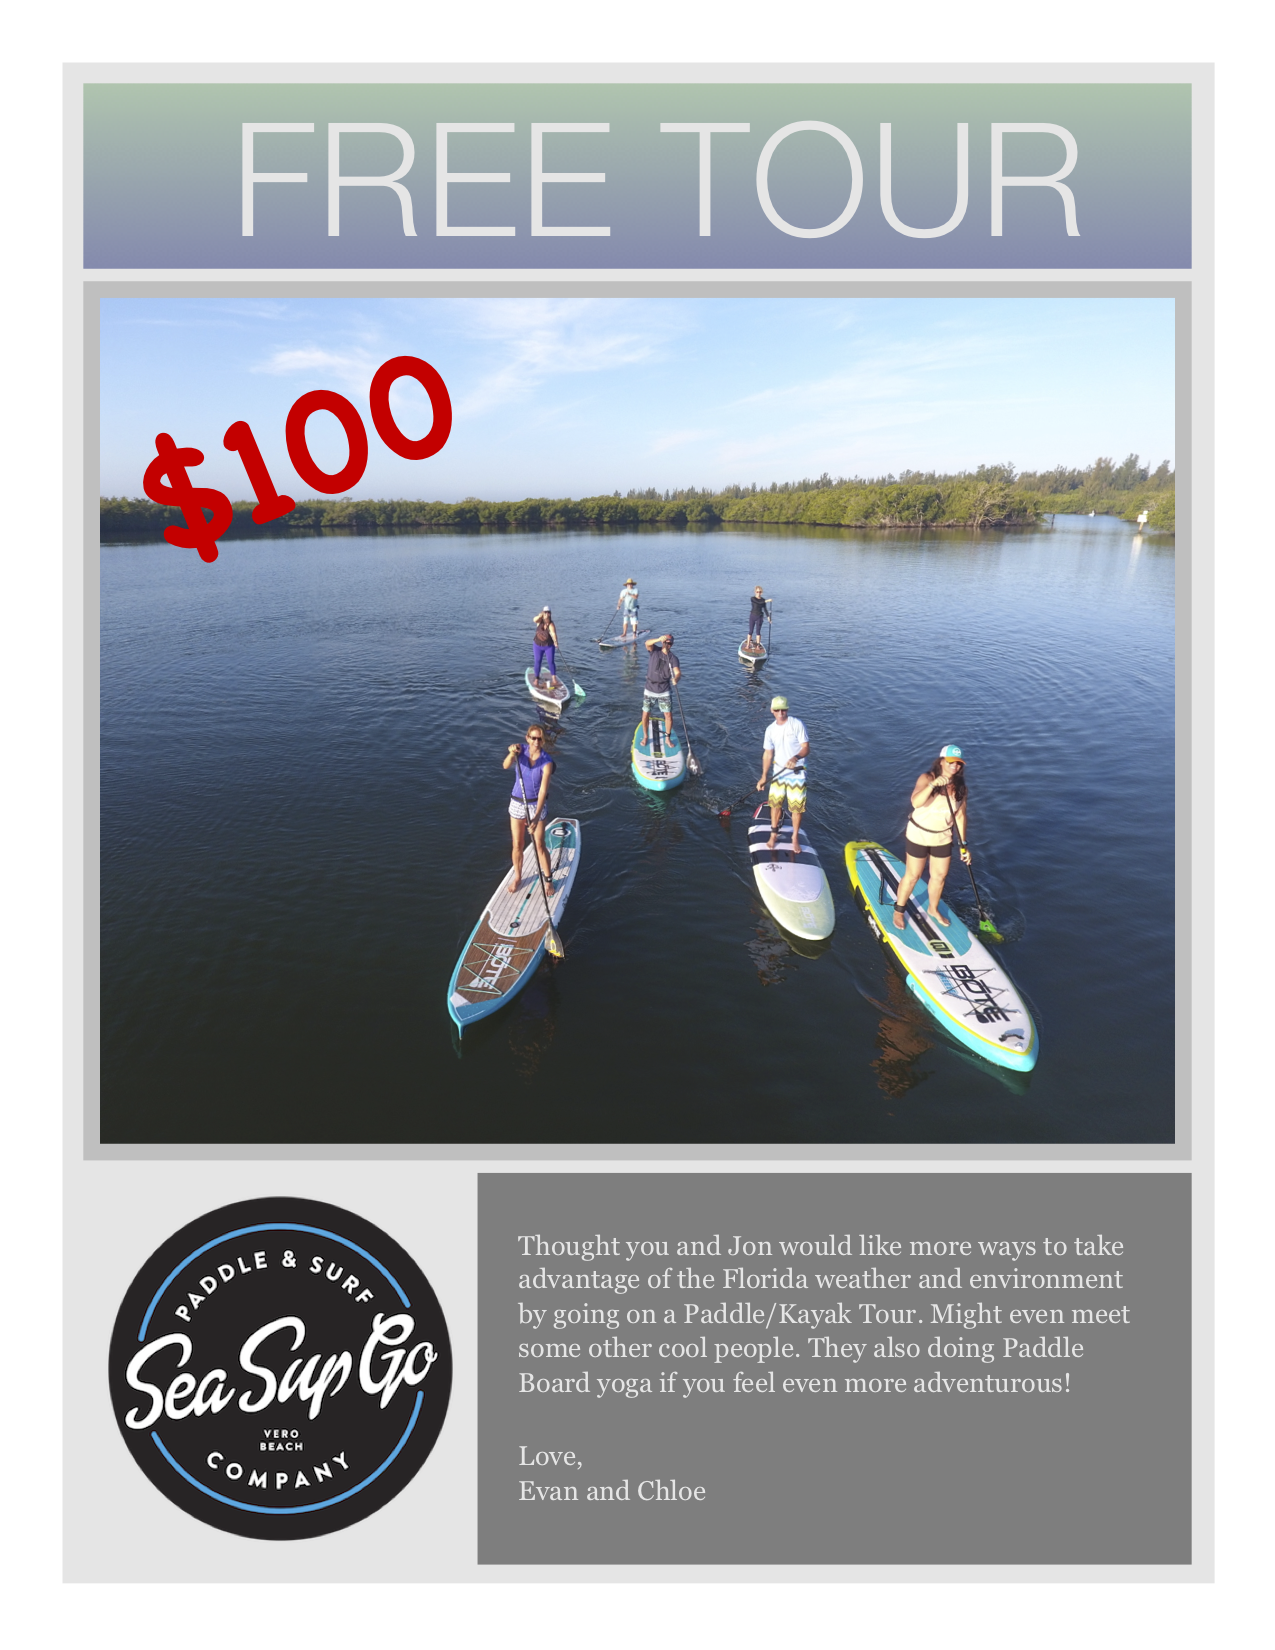 FREE TOUR
$100
BOTE
BOTE
BOTE
PADDLE & SURF
Sea Sup Go
VERO
BEACH
COMPANY
Thought you and Jon would like more ways to take
advantage of the Florida weather and environment
by going on a Paddle/Kayak Tour. Might even meet
some other cool people. They also doing Paddle
Board yoga if you feel even more adventurous!
Love,
Evan and Chloe